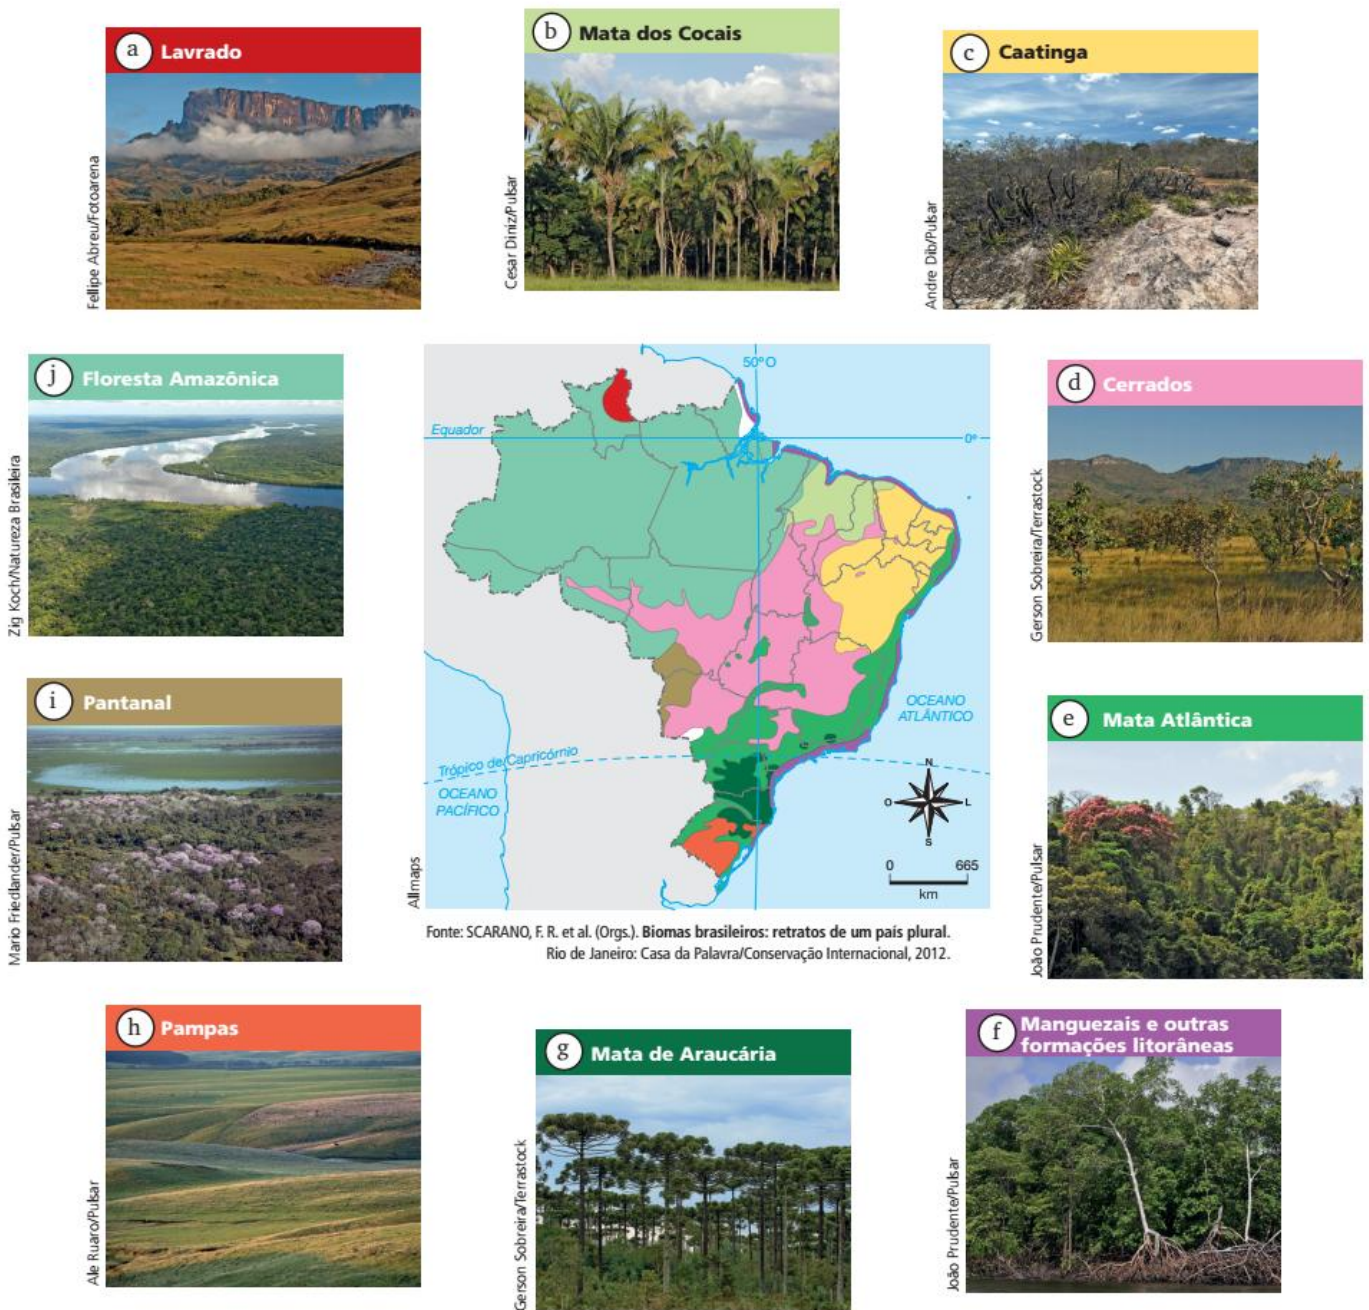 a Lavrado
Fellipe Abreu/Fotoarena
b Mata dos Cocais
Cesar Diniz/Pulsar
c Caatinga
Andre Dib/Pulsar
j Floresta Amazônica
Zig Koch/Natureza Brasileira
50º O
Equador
0º
OCEANO
ATLÂNTICO
Trópico de Capricórnio
OCEANO
PACÍFICO
N
O
L
S
0 665
km
Allmaps
Fonte: SCARANO, F. R. et al. (Orgs.). Biomas brasileiros: retratos de um país plural.
Rio de Janeiro: Casa da Palavra/Conservação Internacional, 2012.
d Cerrados
Gerson Sobreira/Terrastock
i Pantanal
Mario Friedlander/Pulsar
e Mata Atlântica
João Prudente/Pulsar
h Pampas
Ale Ruaro/Pulsar
g Mata de Araucária
Gerson Sobreira/Terrastock
f Manguezais e outras
formações litorâneas
João Prudente/Pulsar